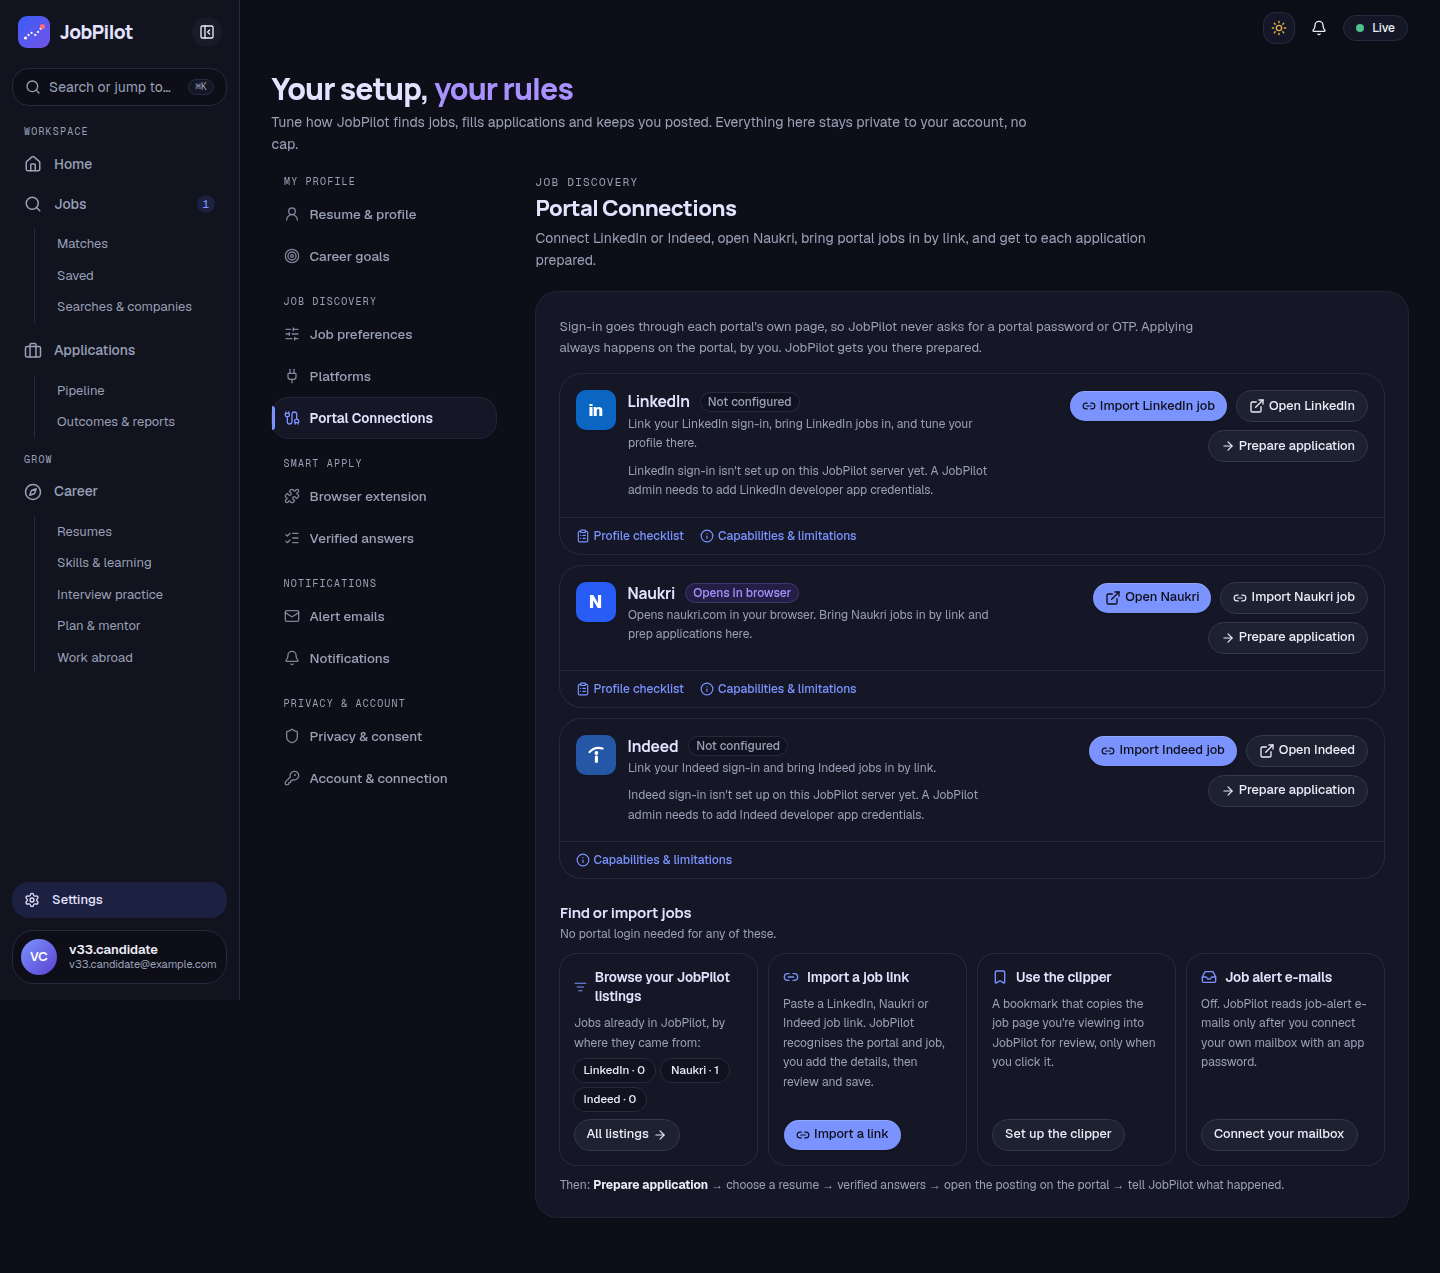 JobPilot
Search or jump to...
⌘K
WORKSPACE
Home
Jobs
1
Matches
Saved
Searches & companies
Applications
Pipeline
Outcomes & reports
GROW
Career
Resumes
Skills & learning
Interview practice
Plan & mentor
Work abroad
Settings
VC
v33.candidate
v33.candidate@example.com
Live
Your setup, your rules
Tune how JobPilot finds jobs, fills applications and keeps you posted. Everything here stays private to your account, no
cap.
MY PROFILE
Resume & profile
Career goals
JOB DISCOVERY
Job preferences
Platforms
Portal Connections
SMART APPLY
Browser extension
Verified answers
NOTIFICATIONS
Alert emails
Notifications
PRIVACY & ACCOUNT
Privacy & consent
Account & connection
JOB DISCOVERY
Portal Connections
Connect LinkedIn or Indeed, open Naukri, bring portal jobs in by link, and get to each application
prepared.
Sign-in goes through each portal's own page, so JobPilot never asks for a portal password or OTP. Applying
always happens on the portal, by you. JobPilot gets you there prepared.
in
LinkedIn
Not configured
Link your LinkedIn sign-in, bring LinkedIn jobs in, and tune your
profile there.
LinkedIn sign-in isn't set up on this JobPilot server yet. A JobPilot
admin needs to add LinkedIn developer app credentials.
Import LinkedIn job
Open LinkedIn
Prepare application
Profile checklist
Capabilities & limitations
N
Naukri
Opens in browser
Opens naukri.com in your browser. Bring Naukri jobs in by link and
prep applications here.
Open Naukri
Import Naukri job
Prepare application
Profile checklist
Capabilities & limitations
Indeed
Not configured
Link your Indeed sign-in and bring Indeed jobs in by link.
Indeed sign-in isn't set up on this JobPilot server yet. A JobPilot
admin needs to add Indeed developer app credentials.
Import Indeed job
Open Indeed
Prepare application
Capabilities & limitations
Find or import jobs
No portal login needed for any of these.
Browse your JobPilot
listings
Jobs already in JobPilot, by
where they came from:
LinkedIn · 0
Naukri · 1
Indeed · 0
All listings →
Import a job link
Paste a LinkedIn, Naukri or
Indeed job link. JobPilot
recognises the portal and job,
you add the details, then
review and save.
Import a link
Use the clipper
A bookmark that copies the
job page you're viewing into
JobPilot for review, only when
you click it.
Set up the clipper
Job alert e-mails
Off. JobPilot reads job-alert e-
mails only after you connect
your own mailbox with an app
password.
Connect your mailbox
Then: Prepare application → choose a resume → verified answers → open the posting on the portal → tell JobPilot what happened.